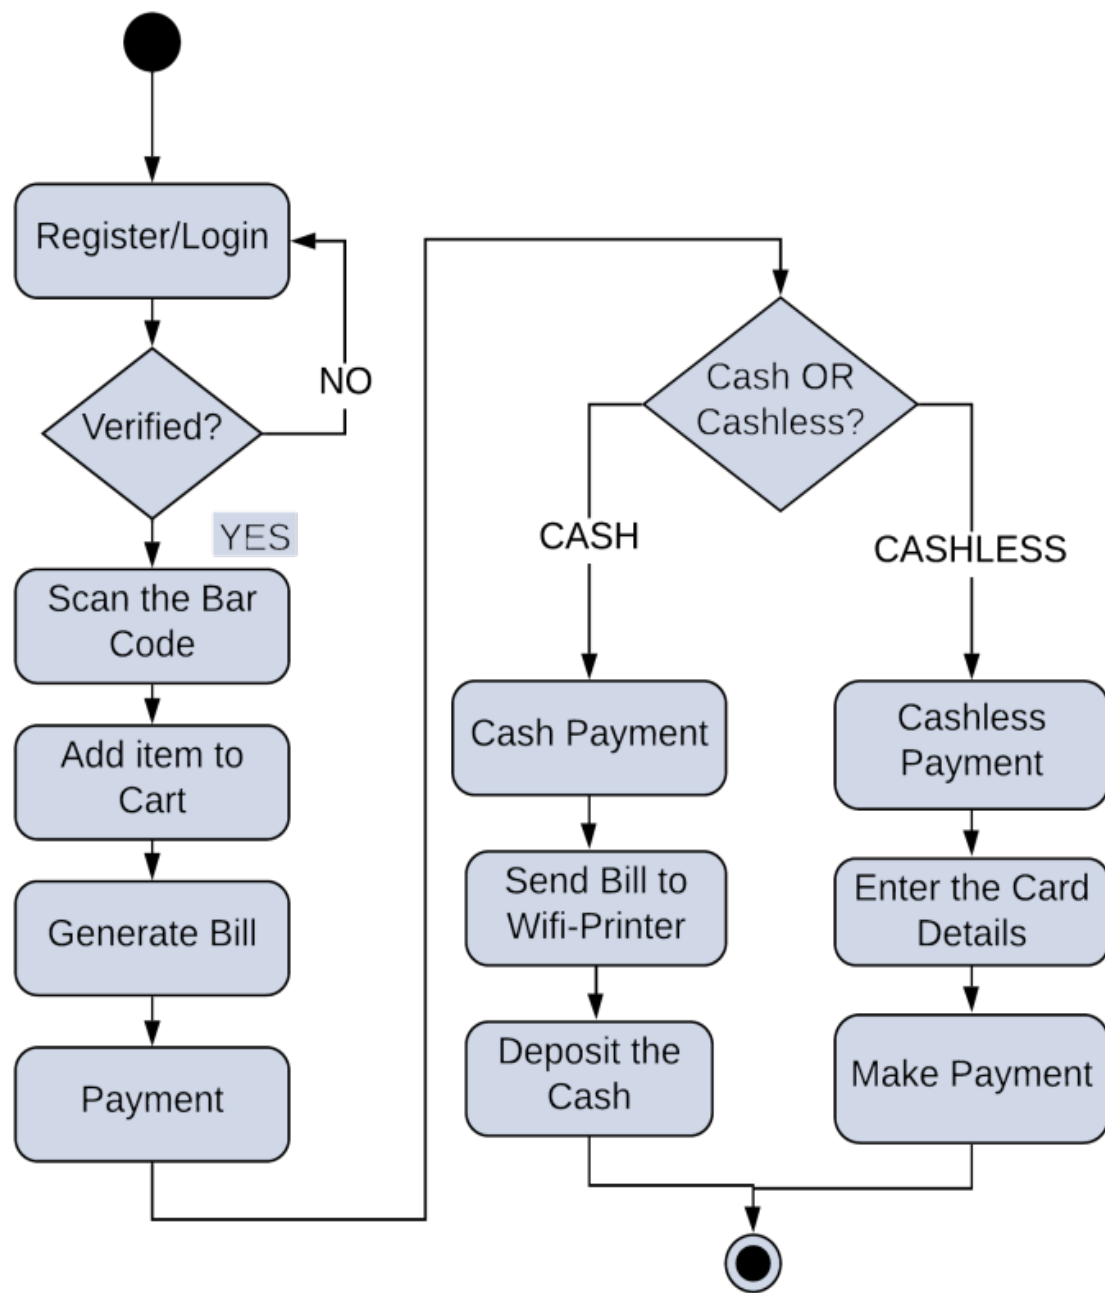 Register/Login
NO
Verified?
YES
Scan the Bar
Code
Add item to
Cart
Generate Bill
Payment
Cash OR
Cashless?
CASH
CASHLESS
Cash Payment
Send Bill to
Wifi-Printer
Deposit the
Cash
Cashless
Payment
Enter the Card
Details
Make Payment